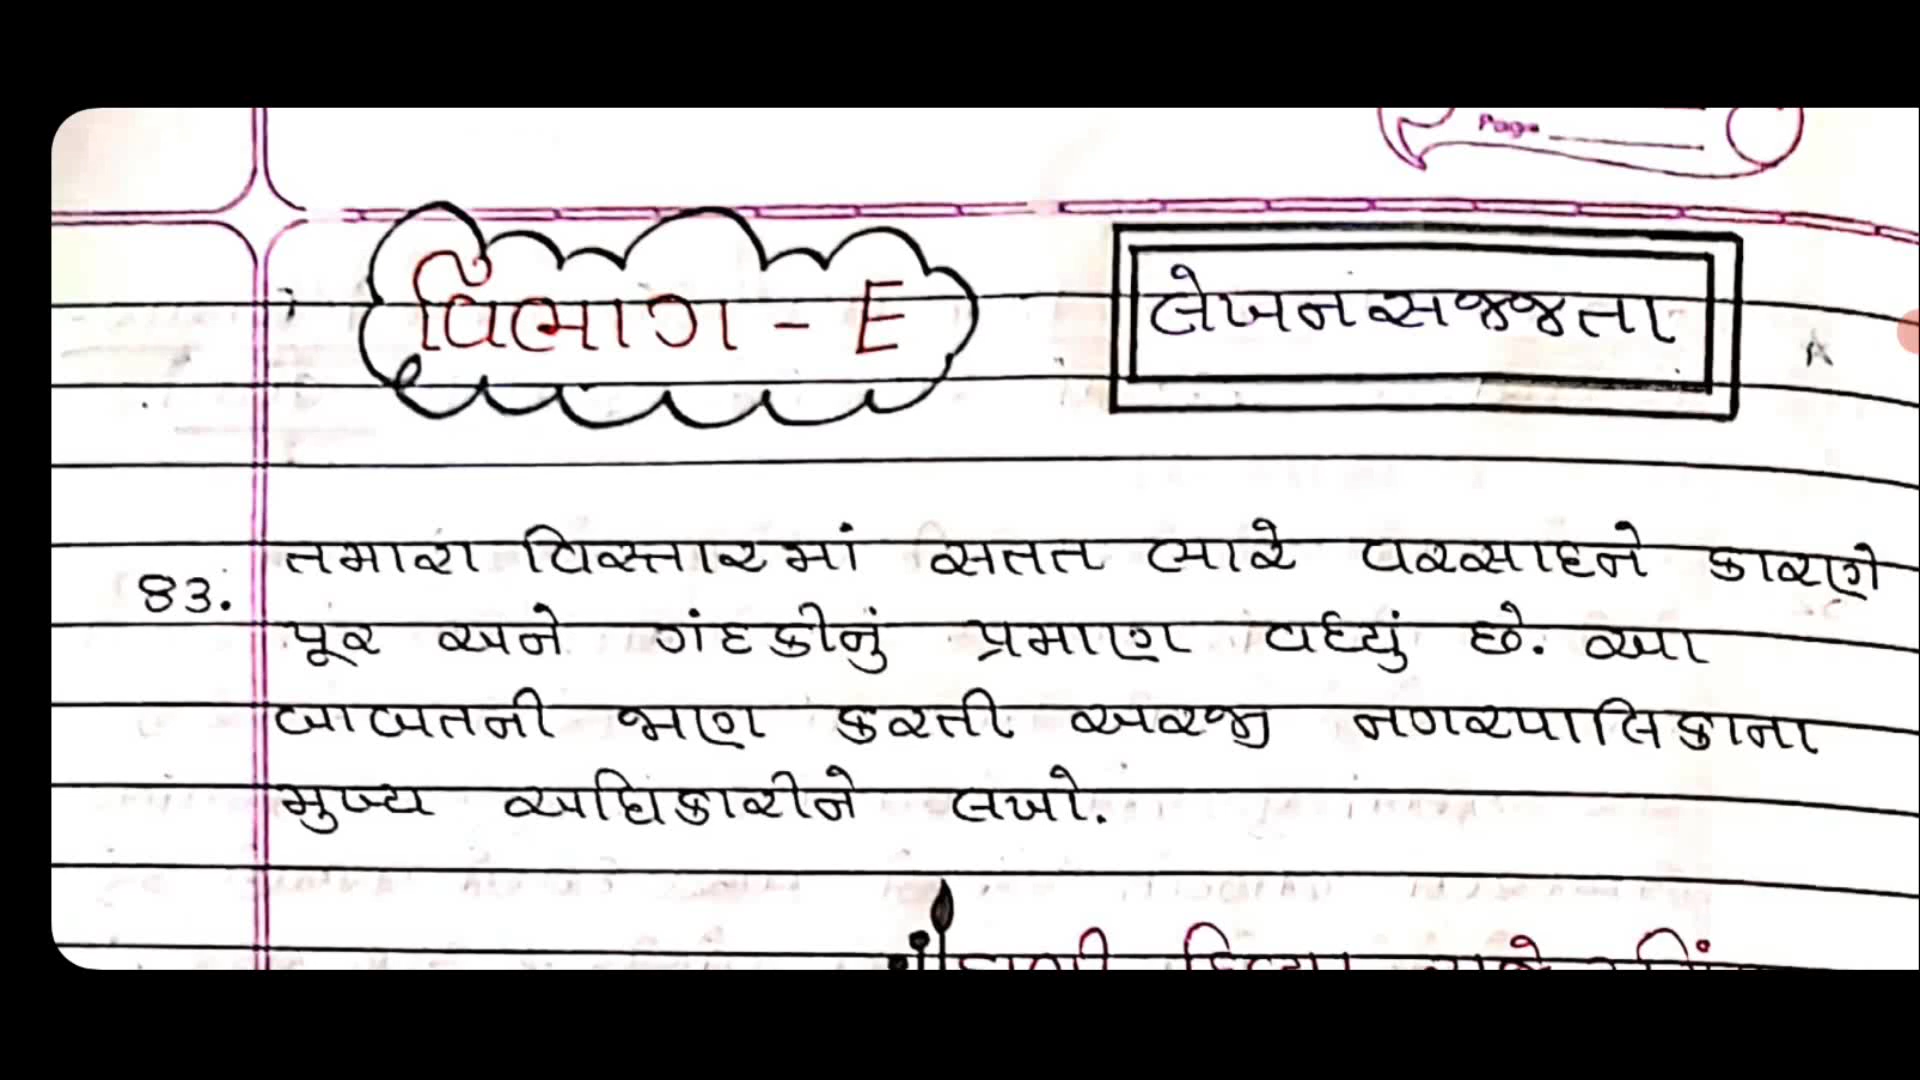 Page
વિભાગ - E
લેખનસજ્જતા
83. તમારા વિસ્તારમાં સતત ભારે વરસાદને કારણે
પૂર અને ગંદકીનું પ્રમાણ વધ્યું છે. આ
બાબતની જાણ કરતી અરજી નગરપાલિકાના
મુખ્ય અધિકારીને લખો.